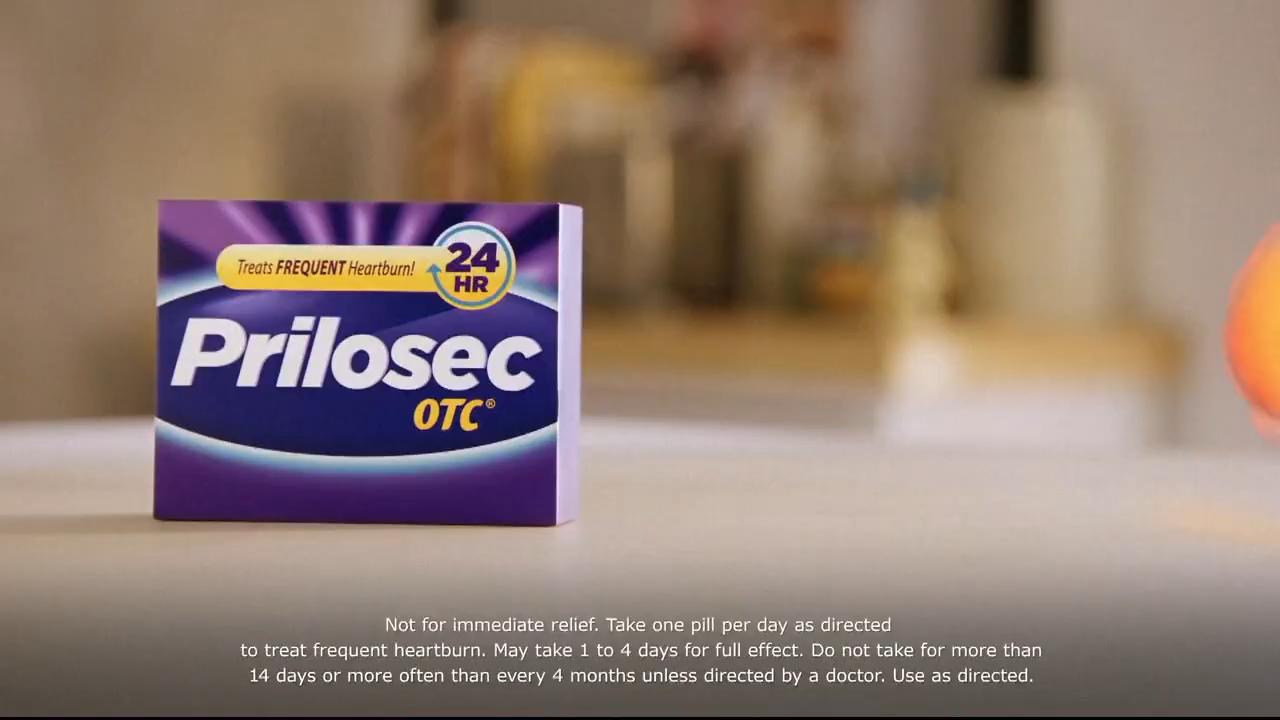 Treats FREQUENT Heartburn!
24
HR
Prilosec
OTC®
Not for immediate relief. Take one pill per day as directed
to treat frequent heartburn. May take 1 to 4 days for full effect. Do not take for more than
14 days or more often than every 4 months unless directed by a doctor. Use as directed.